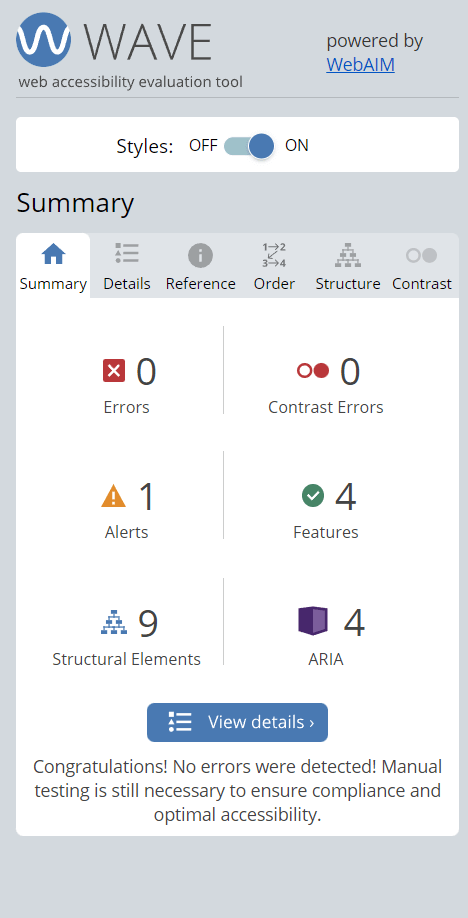 WAVE
web accessibility evaluation tool
powered by
WebAIM
Styles: OFF ON
Summary
Summary Details Reference Order Structure Contrast
1 2
3 4
0
Errors
0
Contrast Errors
1
Alerts
4
Features
9
Structural Elements
4
ARIA
View details ›
Congratulations! No errors were detected! Manual
testing is still necessary to ensure compliance and
optimal accessibility.